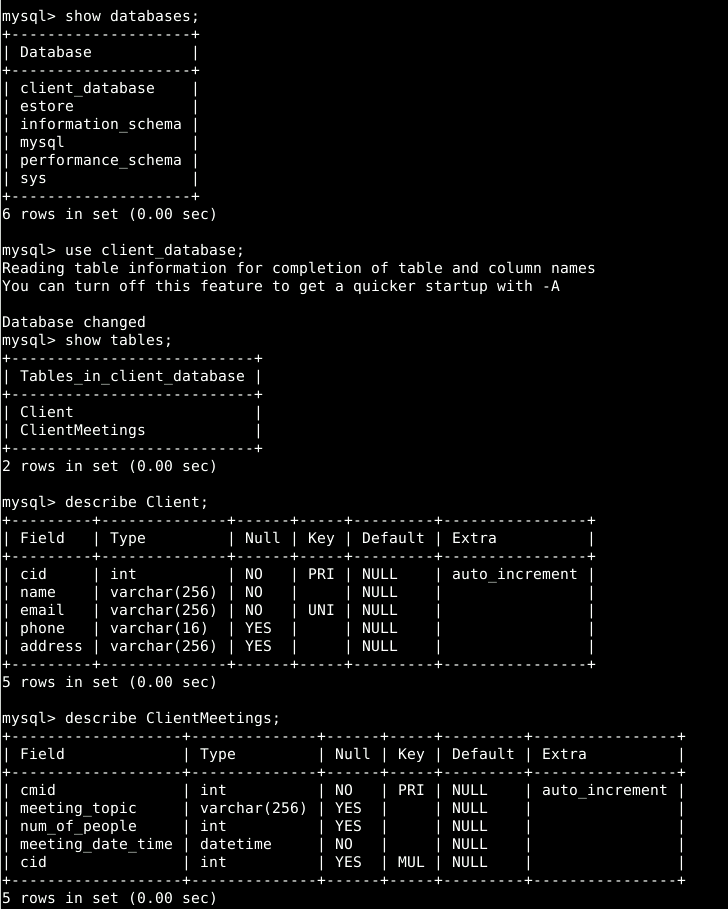 mysql> show databases;
+--------------------+
| Database           |
+--------------------+
| client_database    |
| estore             |
| information_schema |
| mysql              |
| performance_schema |
| sys                |
+--------------------+
6 rows in set (0.00 sec)

mysql> use client_database;
Reading table information for completion of table and column names
You can turn off this feature to get a quicker startup with -A

Database changed
mysql> show tables;
+---------------------------+
| Tables_in_client_database |
+---------------------------+
| Client                    |
| ClientMeetings            |
+---------------------------+
2 rows in set (0.00 sec)

mysql> describe Client;
+---------+--------------+------+-----+---------+----------------+
| Field   | Type         | Null | Key | Default | Extra          |
+---------+--------------+------+-----+---------+----------------+
| cid     | int          | NO   | PRI | NULL    | auto_increment |
| name    | varchar(256) | NO   |     | NULL    |                |
| email   | varchar(256) | NO   | UNI | NULL    |                |
| phone   | varchar(16)  | YES  |     | NULL    |                |
| address | varchar(256) | YES  |     | NULL    |                |
+---------+--------------+------+-----+---------+----------------+
5 rows in set (0.00 sec)

mysql> describe ClientMeetings;
+-------------------+--------------+------+-----+---------+----------------+
| Field             | Type         | Null | Key | Default | Extra          |
+-------------------+--------------+------+-----+---------+----------------+
| cmid              | int          | NO   | PRI | NULL    | auto_increment |
| meeting_topic     | varchar(256) | YES  |     | NULL    |                |
| num_of_people     | int          | YES  |     | NULL    |                |
| meeting_date_time | datetime     | NO   |     | NULL    |                |
| cid               | int          | YES  | MUL | NULL    |                |
+-------------------+--------------+------+-----+---------+----------------+
5 rows in set (0.00 sec)